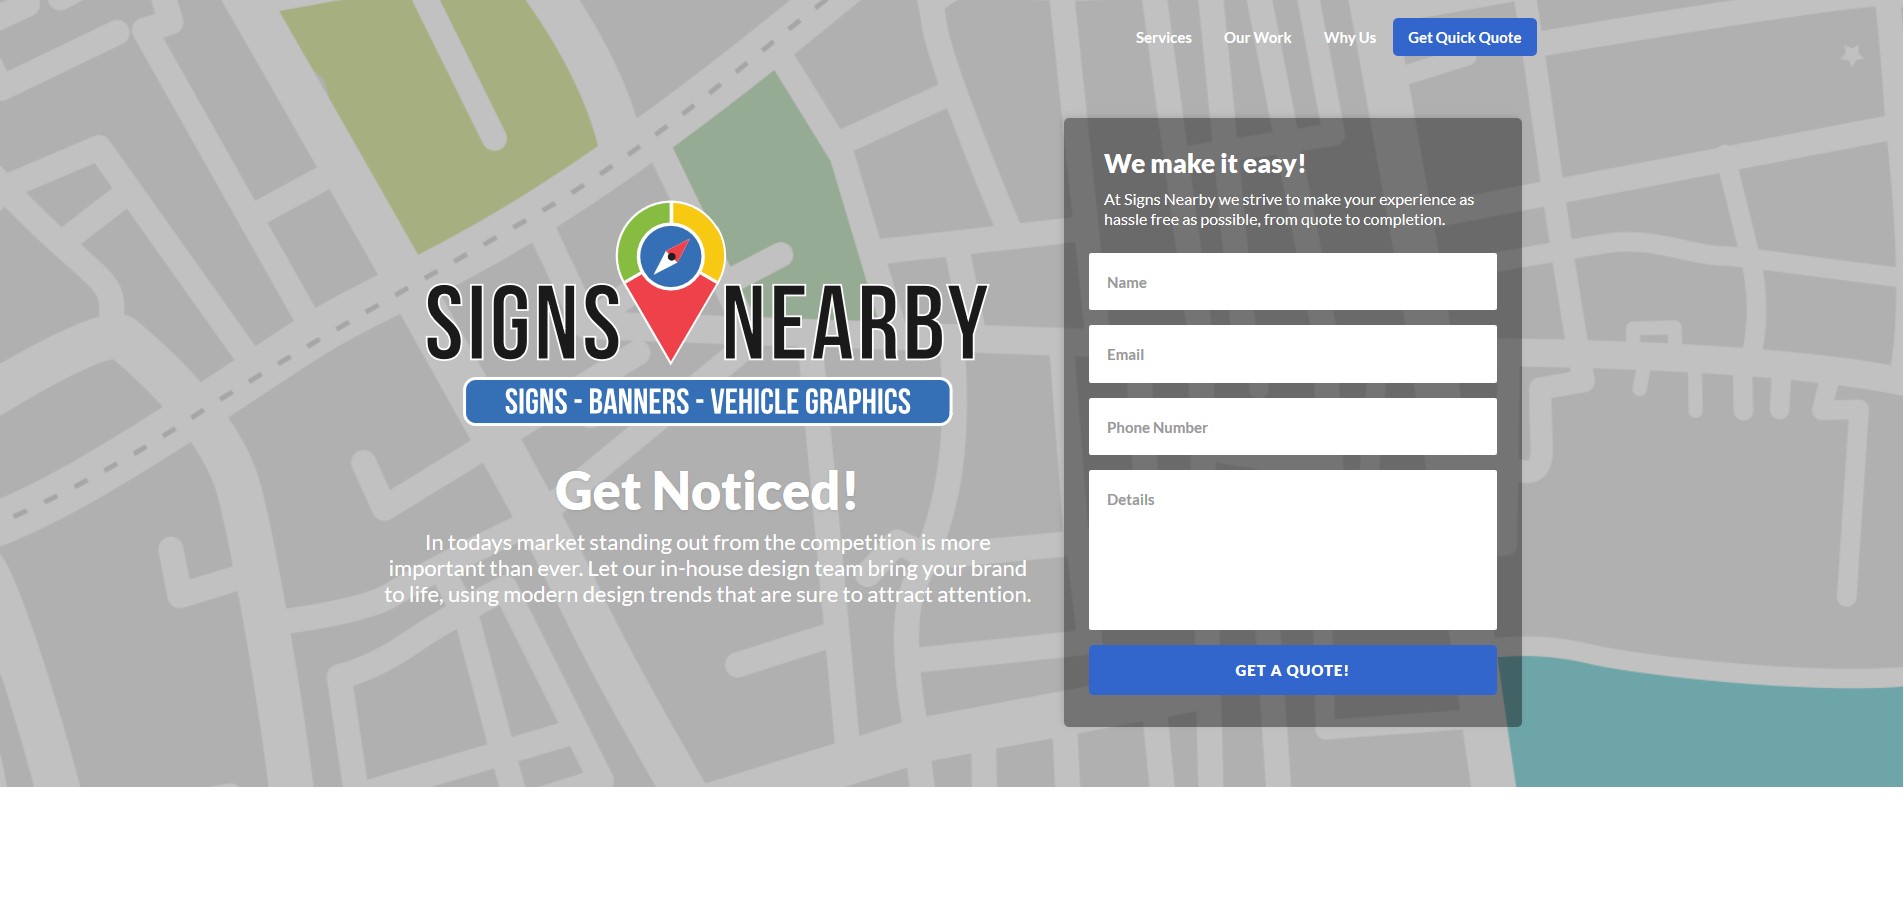 Services
Our Work
Why Us
Get Quick Quote
SIGNS NEARBY
SIGNS - BANNERS - VEHICLE GRAPHICS
Get Noticed!
In todays market standing out from the competition is more
important than ever. Let our in-house design team bring your brand
to life, using modern design trends that are sure to attract attention.
We make it easy!
At Signs Nearby we strive to make your experience as
hassle free as possible, from quote to completion.
Name
Email
Phone Number
Details
GET A QUOTE!